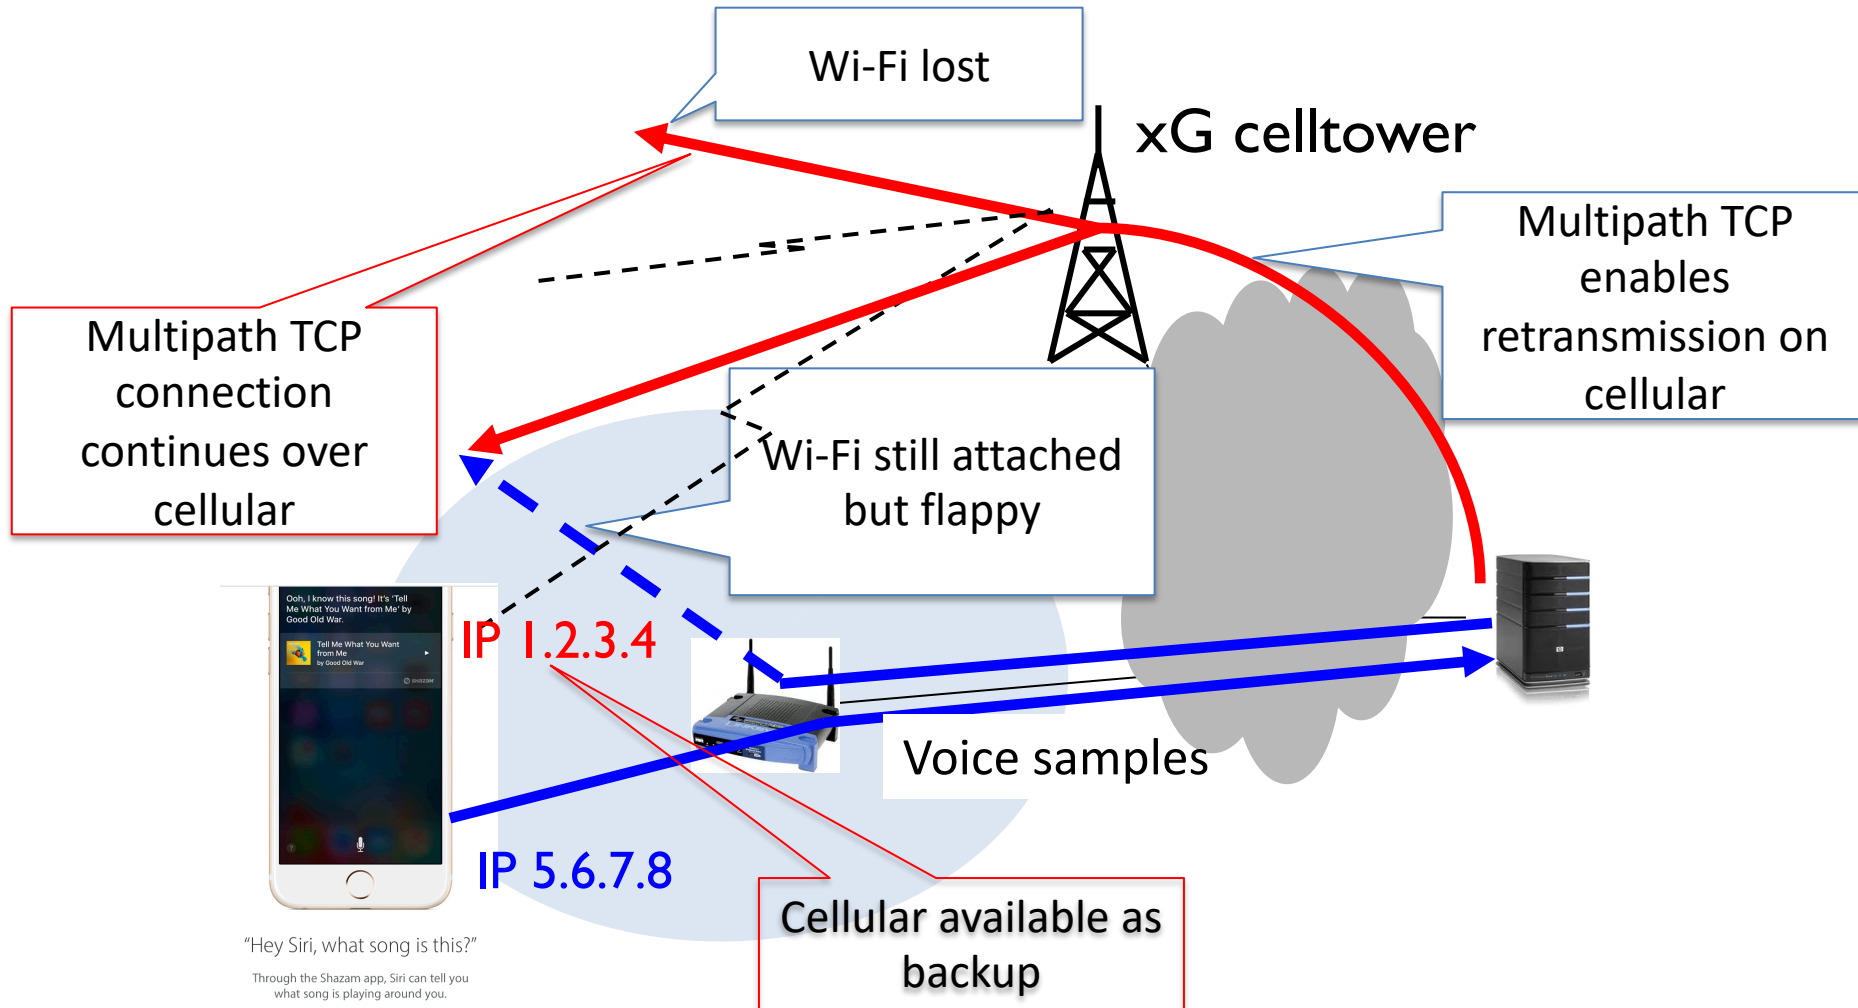 Wi-Fi lost
xG celltower
Multipath TCP
enables
retransmission on
cellular
Multipath TCP
connection
continues over
cellular
Wi-Fi still attached
but flappy
Ooh, I know this song! It's 'Tell
Me What You Want from Me' by
Good Old War.
Tell Me What You Want
from Me
by Good Old War
SHAZAM
IP 1.2.3.4
Voice samples
IP 5.6.7.8
Cellular available as
backup
“Hey Siri, what song is this?”
Through the Shazam app, Siri can tell you
what song is playing around you.